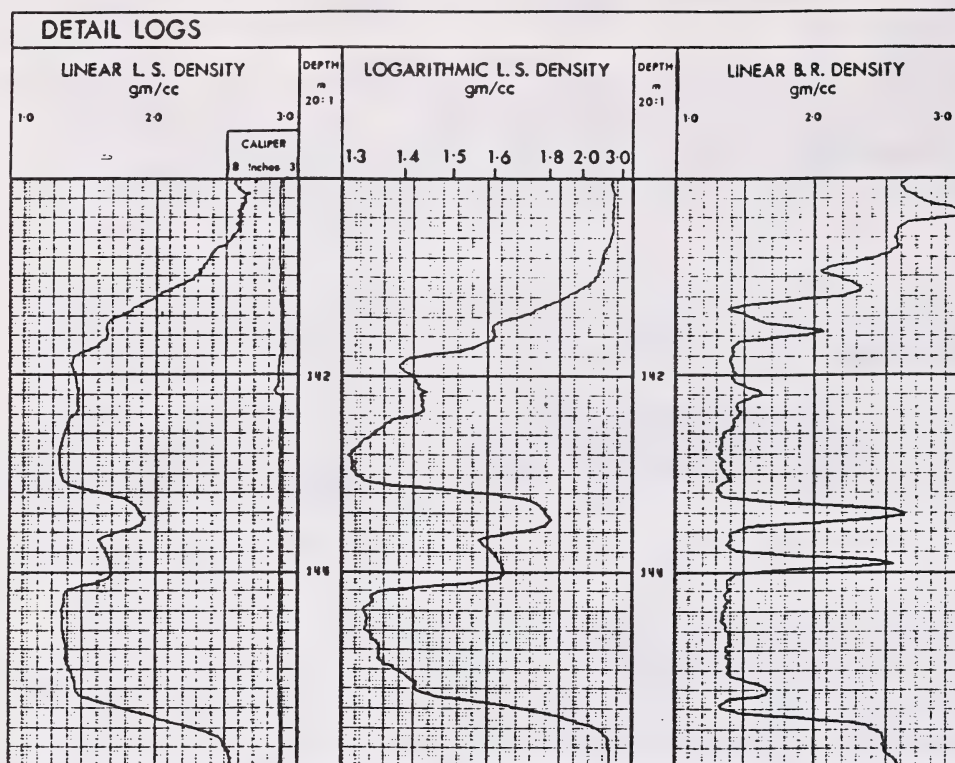 DETAIL LOGS
LINEAR L. S. DENSITY
gm/cc
1·0 2·0 3·0
CALIPER
8 Inches 3
DEPTH
m
20:1
LOGARITHMIC L. S. DENSITY
gm/cc
1·3 1·4 1·5 1·6 1·8 2·0 3·0
DEPTH
m
20:1
LINEAR B. R. DENSITY
gm/cc
1·0 2·0 3·0
142
142
144
144